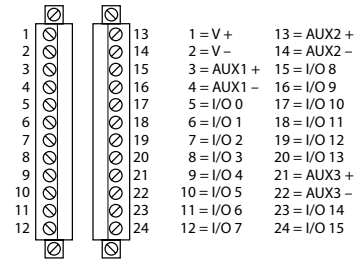 1 13 1 = V + 13 = AUX2 +
2 14 2 = V – 14 = AUX2 –
3 15 3 = AUX1 + 15 = I/O 8
4 16 4 = AUX1 – 16 = I/O 9
5 17 5 = I/O 0 17 = I/O 10
6 18 6 = I/O 1 18 = I/O 11
7 19 7 = I/O 2 19 = I/O 12
8 20 8 = I/O 3 20 = I/O 13
9 21 9 = I/O 4 21 = AUX3 +
10 22 10 = I/O 5 22 = AUX3 –
11 23 11 = I/O 6 23 = I/O 14
12 24 12 = I/O 7 24 = I/O 15